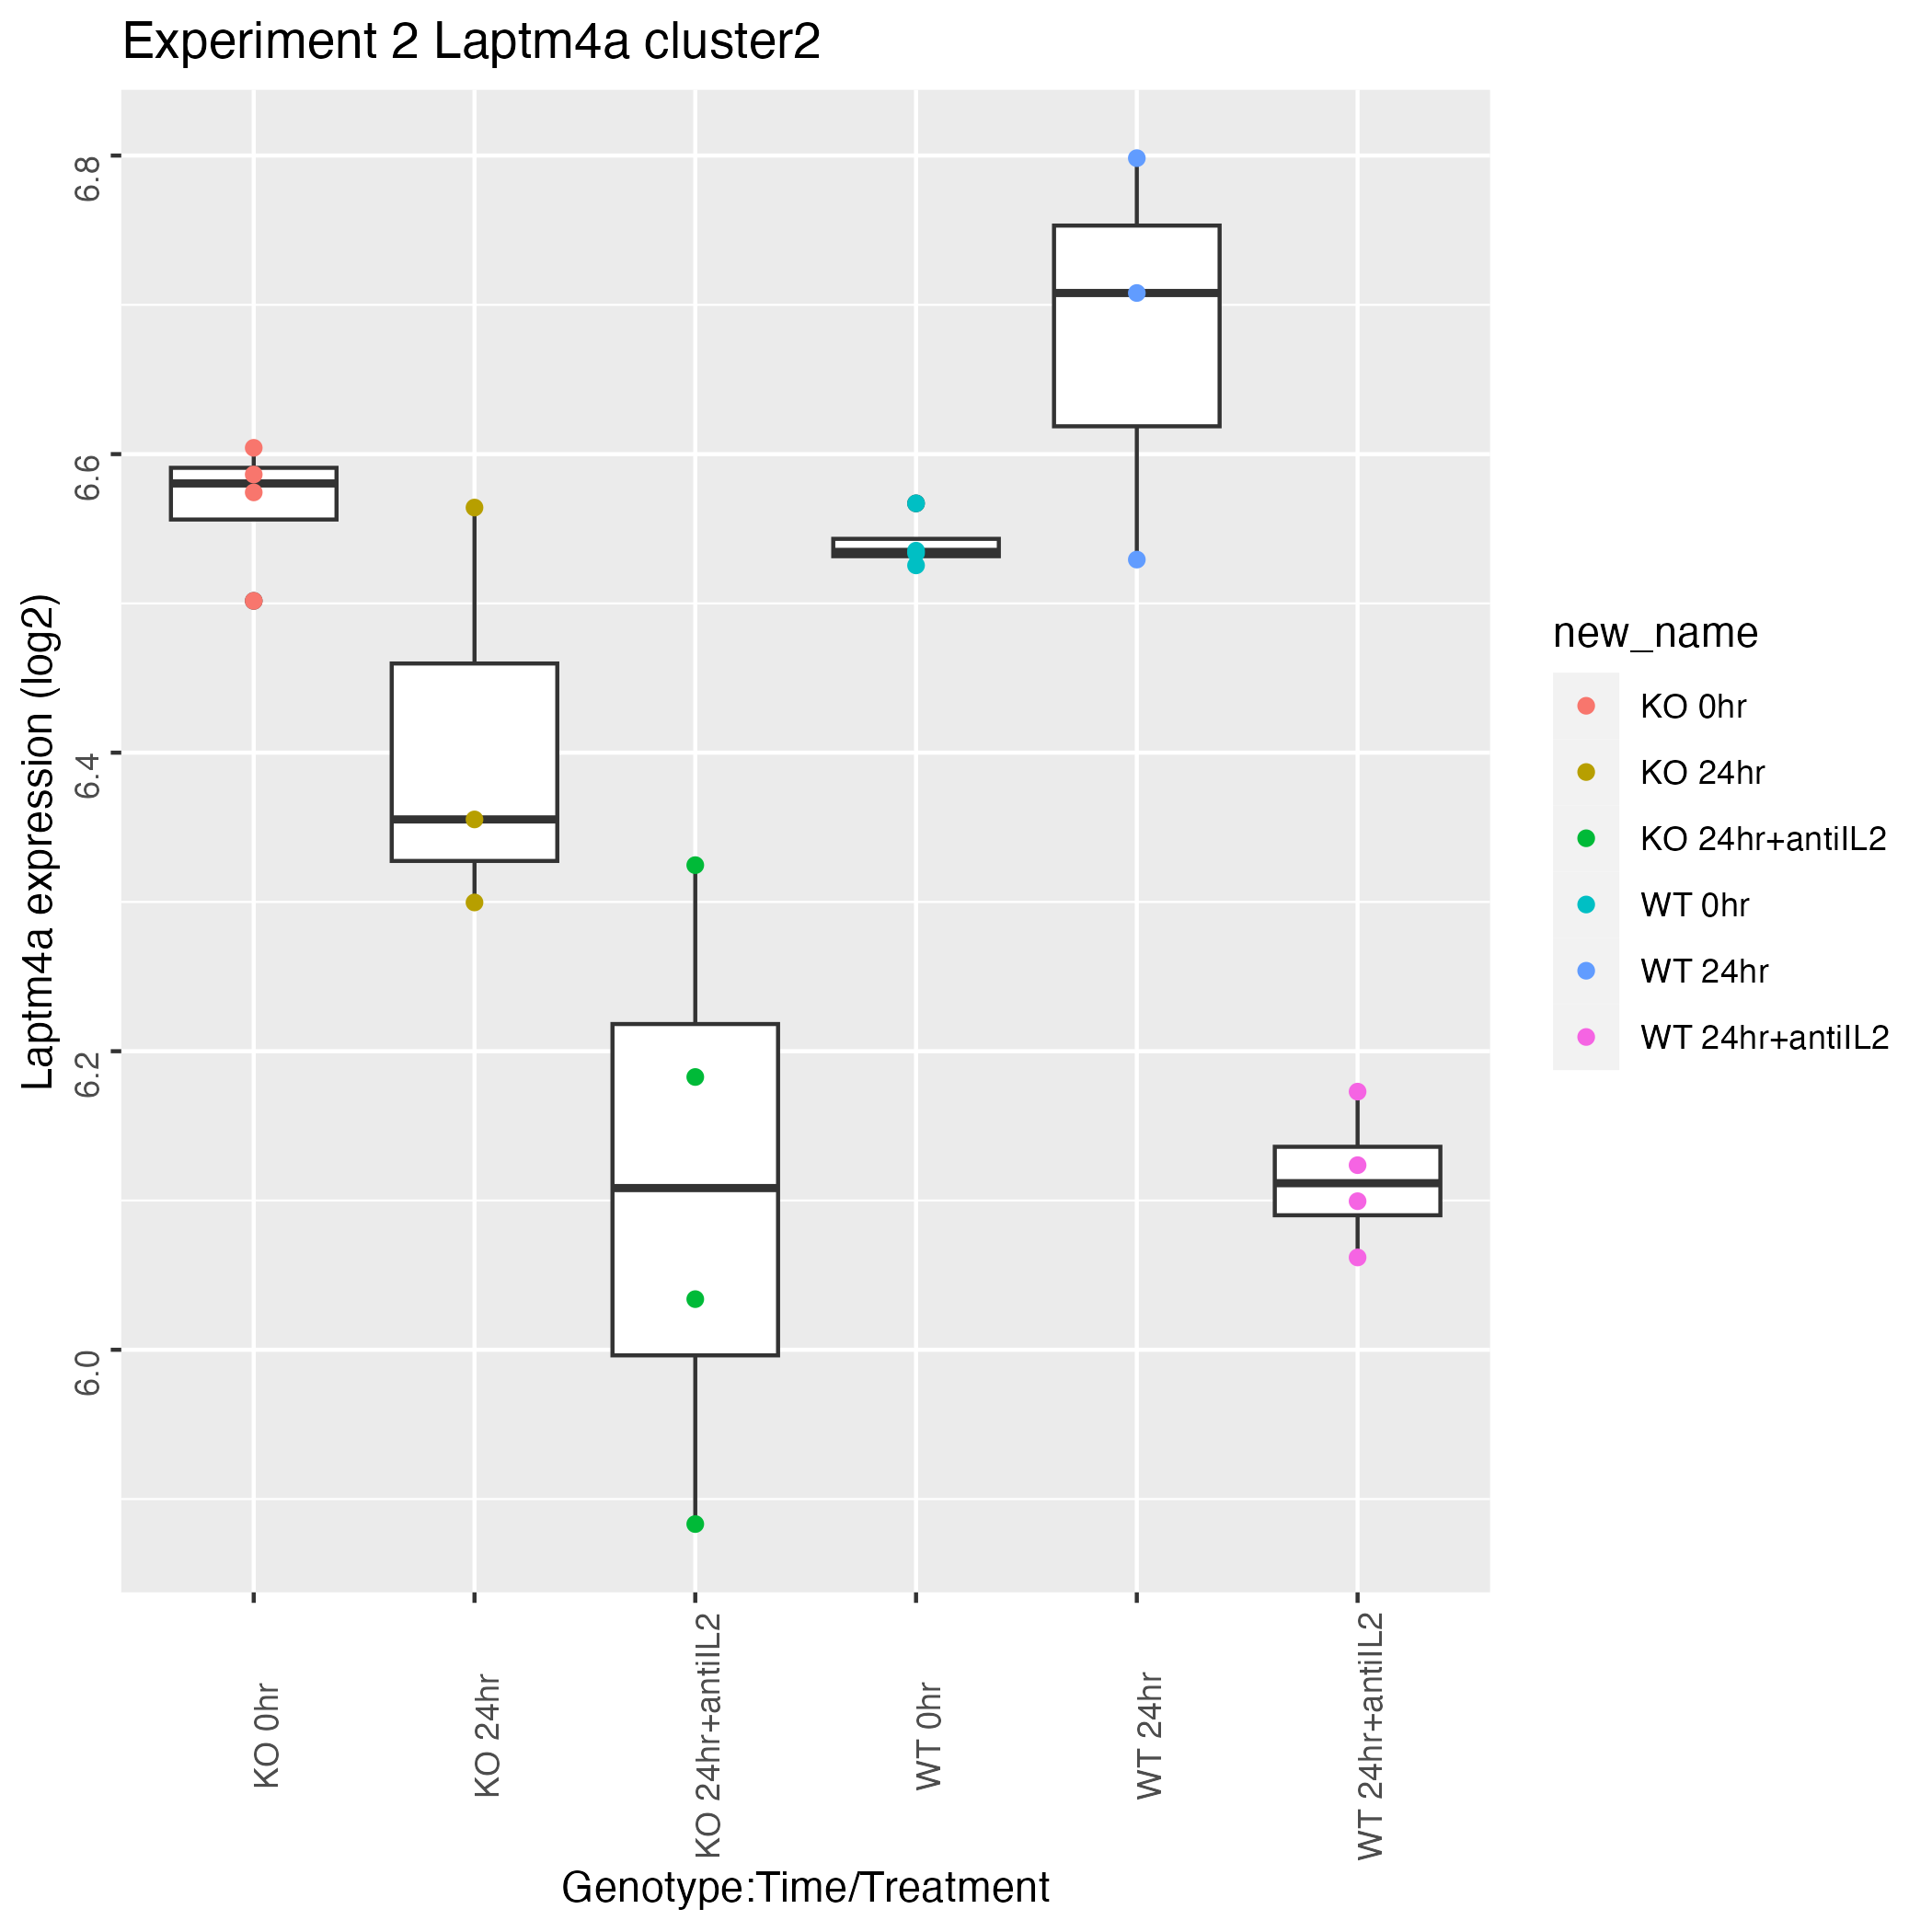 Experiment 2 Laptm4a cluster2
Laptm4a expression (log2)
6.8
6.6
6.4
6.2
6.0
KO 0hr
KO 24hr
KO 24hr+antiIL2
WT 0hr
WT 24hr
WT 24hr+antiIL2
Genotype:Time/Treatment
new_name
KO 0hr
KO 24hr
KO 24hr+antiIL2
WT 0hr
WT 24hr
WT 24hr+antiIL2